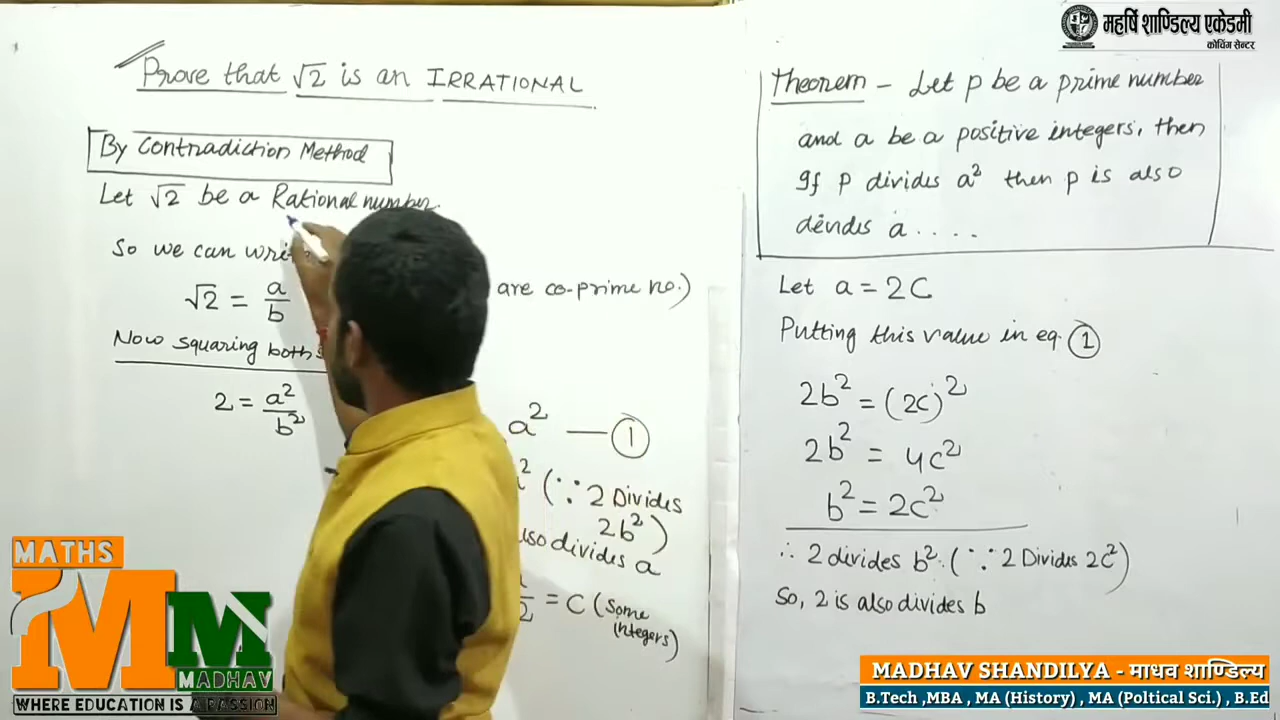 महर्षि शाण्डिल्य एकेडमी
कोचिंग सेन्टर
Prove that √2 is an IRRATIONAL
By Contradiction Method
Let √2 be a Rational number.
So we can wri
√2 = a/b
are co-prime no.)
Now squaring both s
2 = a²/b²
a² — ①
² (∵ 2 Divides
2b²)
lso divides a
2 = C (Some
integers)
Theorem – Let p be a prime number
and a be a positive integers, then
If P divides a² then p is also
devides a ....
Let a = 2C
Putting this value in eq. ①
2b² = (2c)²
2b² = 4c²
b² = 2c²
∴ 2 divides b². (∵ 2 Divides 2c²)
So, 2 is also divides b
MATHS
MM
MADHAV
WHERE EDUCATION IS A PASSION
MADHAV SHANDILYA - माधव शाण्डिल्य
B.Tech ,MBA , MA (History) , MA (Poltical Sci.) , B.Ed